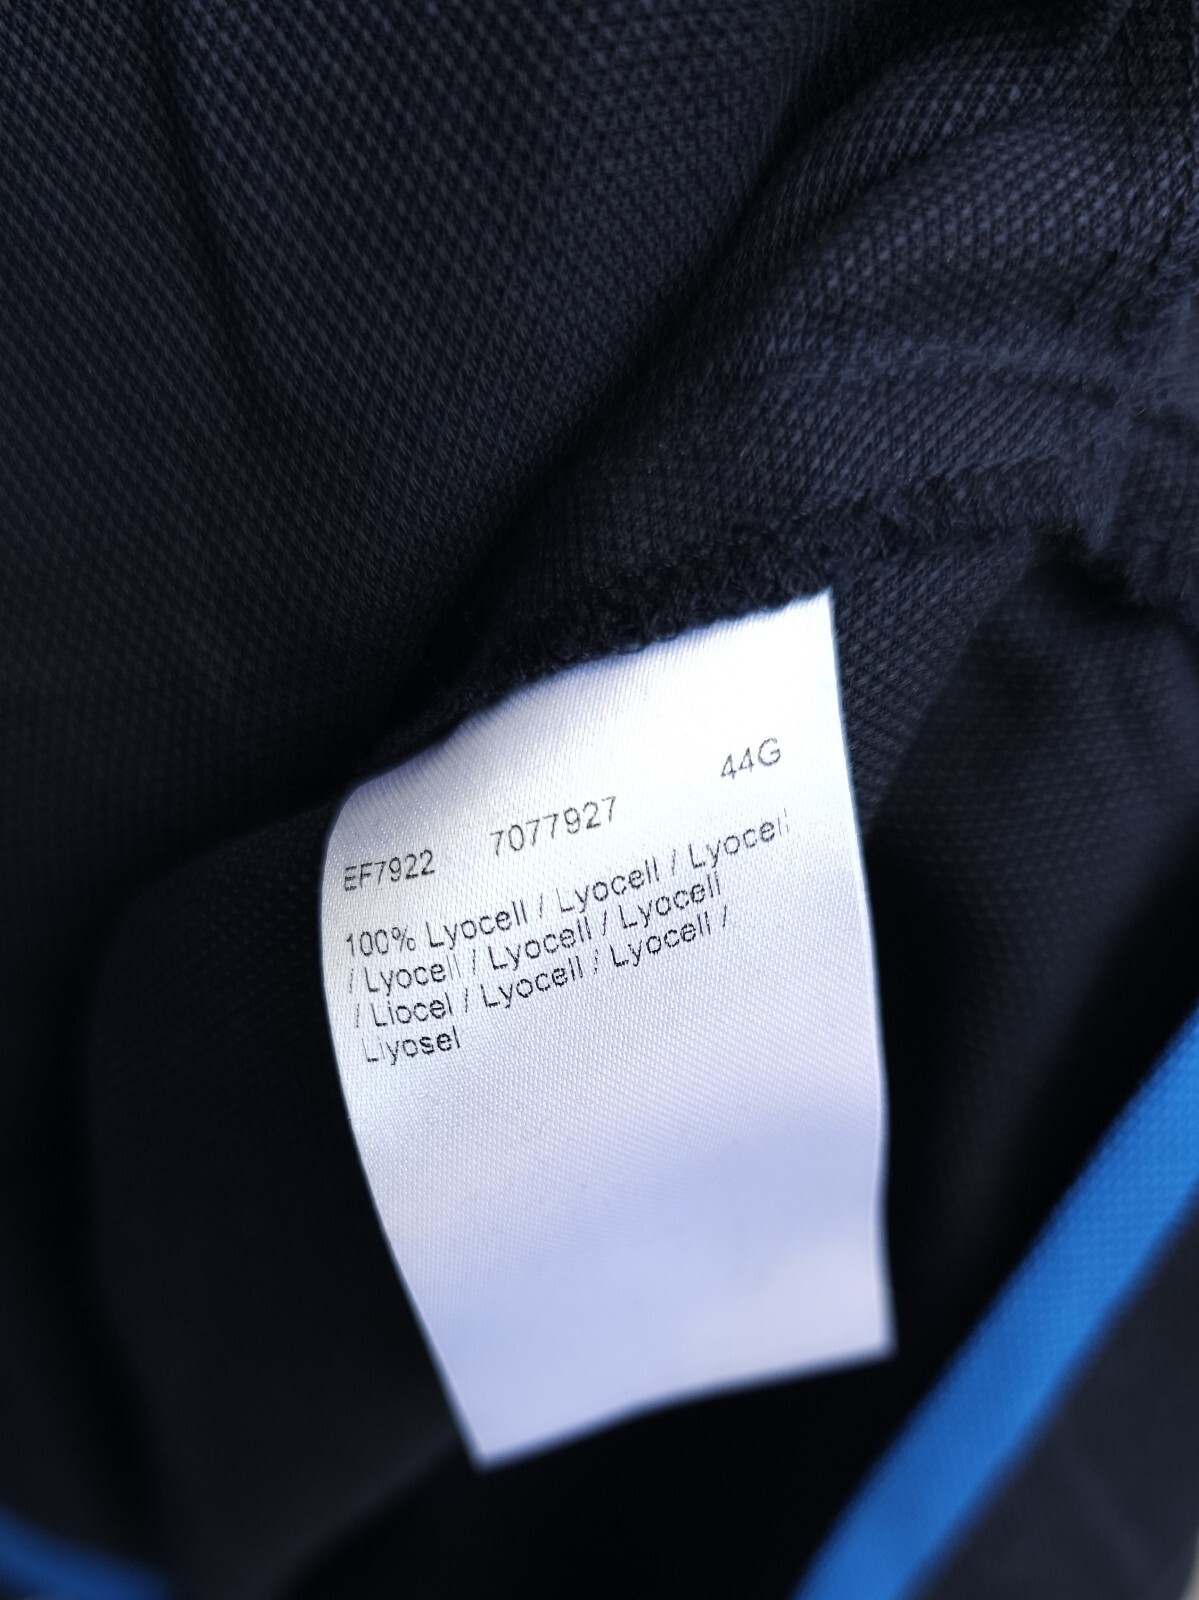 EF7922 7077927 44G
100% Lyocell / Lyocell / Lyocell
/ Lyocell / Lyocell / Lyocell
/ Liocel / Lyocell / Lyocell /
Liyosel